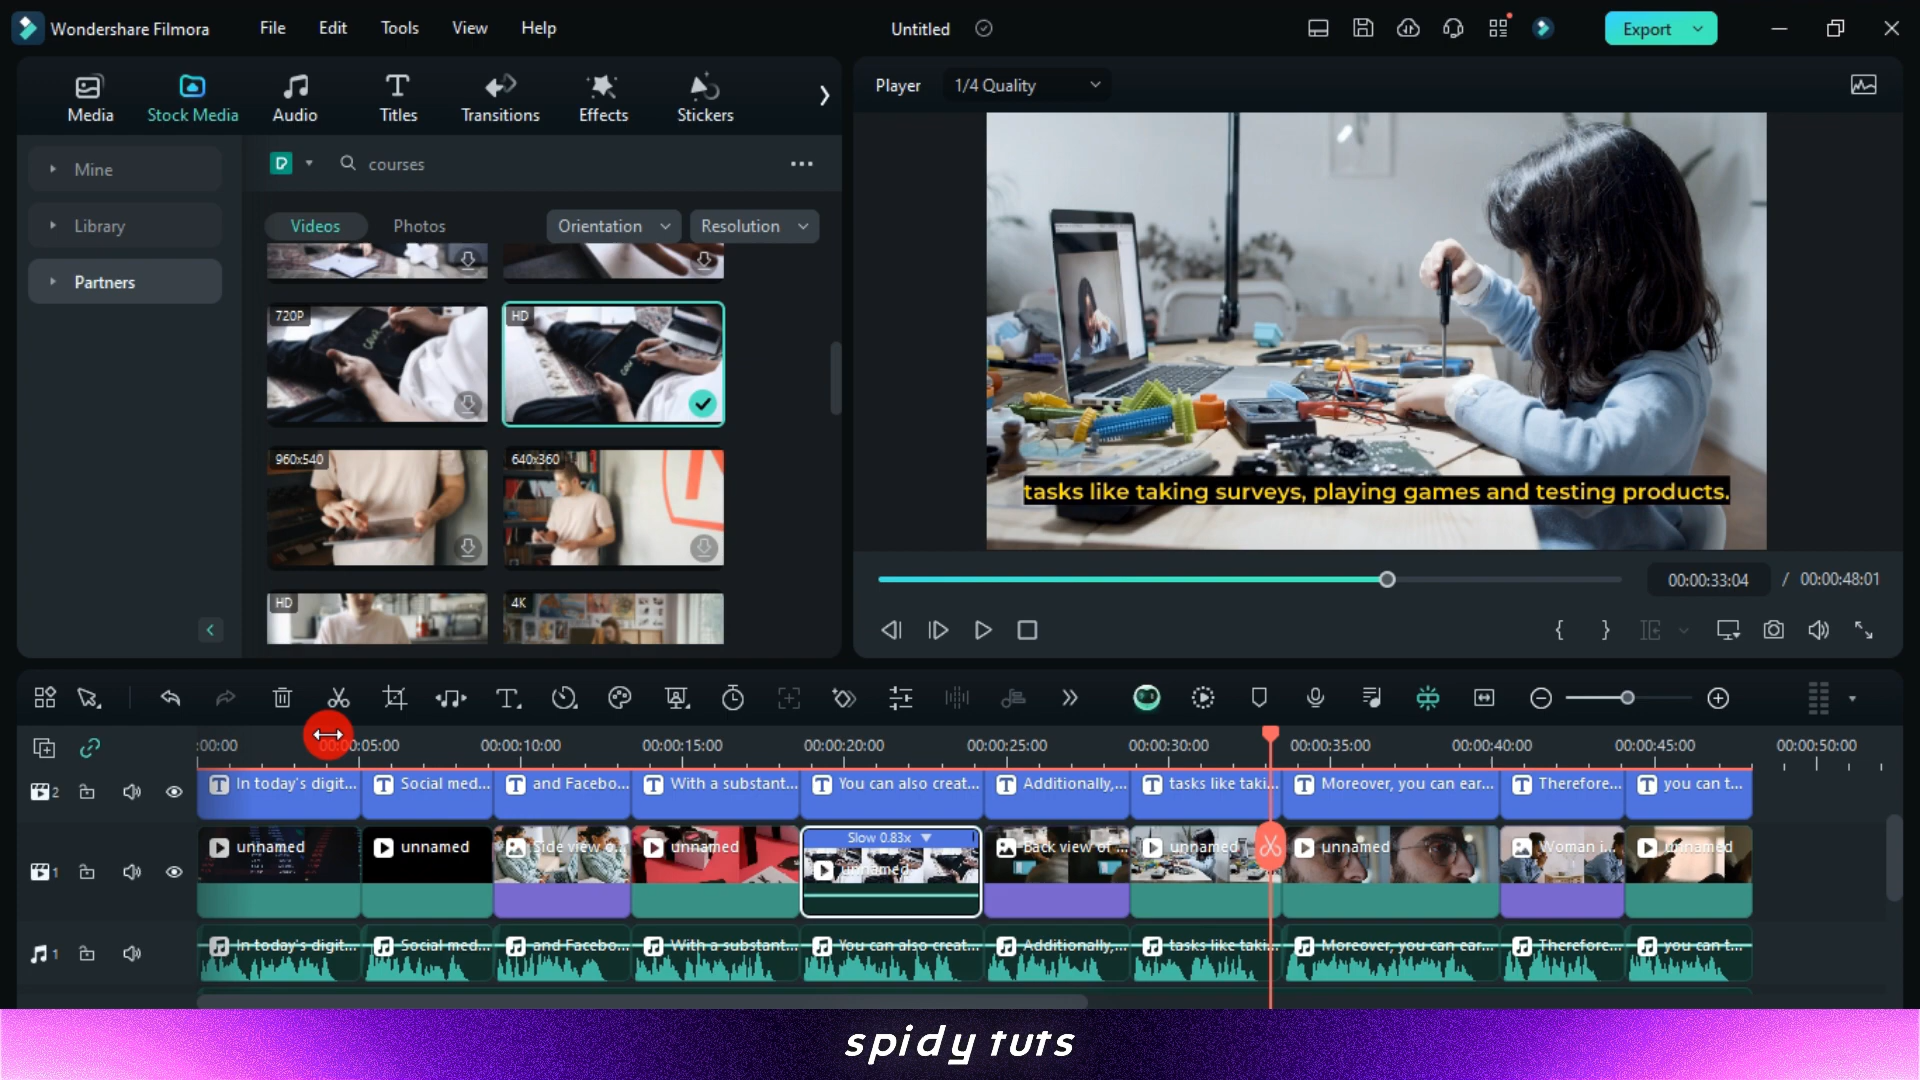 Wondershare Filmora File Edit Tools View Help Untitled Export
Media Stock Media Audio Titles Transitions Effects Stickers
Player 1/4 Quality
Mine
Library
Partners
courses
Videos Photos Orientation Resolution
720P HD
960x540 640x360
HD 4K
tasks like taking surveys, playing games and testing products.
00:00:33:04 / 00:00:48:01
:00:00 00:00:05:00 00:00:10:00 00:00:15:00 00:00:20:00 00:00:25:00 00:00:30:00 00:00:35:00 00:00:40:00 00:00:45:00 00:00:50:00
2 In today's digit... Social med... and Facebo... With a substant... You can also creat... Additionally,... tasks like taki... Moreover, you can ear... Therefore... you can t...
Slow 0.83x
1 unnamed unnamed Side view o... unnamed unnamed Back view of ... unnamed unnamed Woman i... unnamed
1 In today's digit... Social med... and Facebo... With a substant... You can also creat... Additionally,... tasks like taki... Moreover, you can ear... Therefore... you can t...
spidy tuts